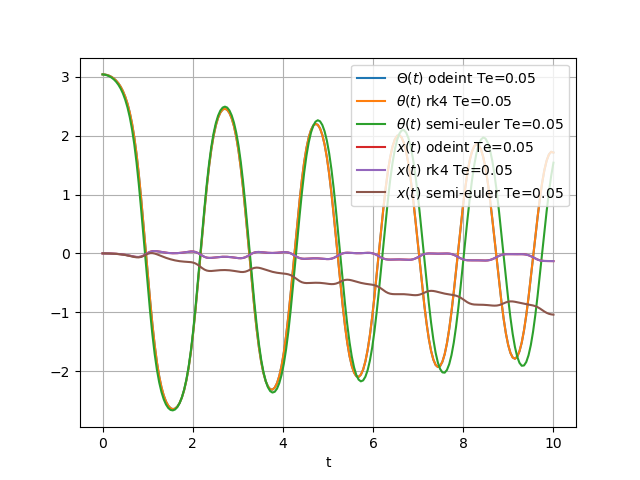 3
2
1
0
−1
−2
0
2
4
6
8
10
t
Θ(t) odeint Te=0.05
θ(t) rk4 Te=0.05
θ(t) semi-euler Te=0.05
x(t) odeint Te=0.05
x(t) rk4 Te=0.05
x(t) semi-euler Te=0.05